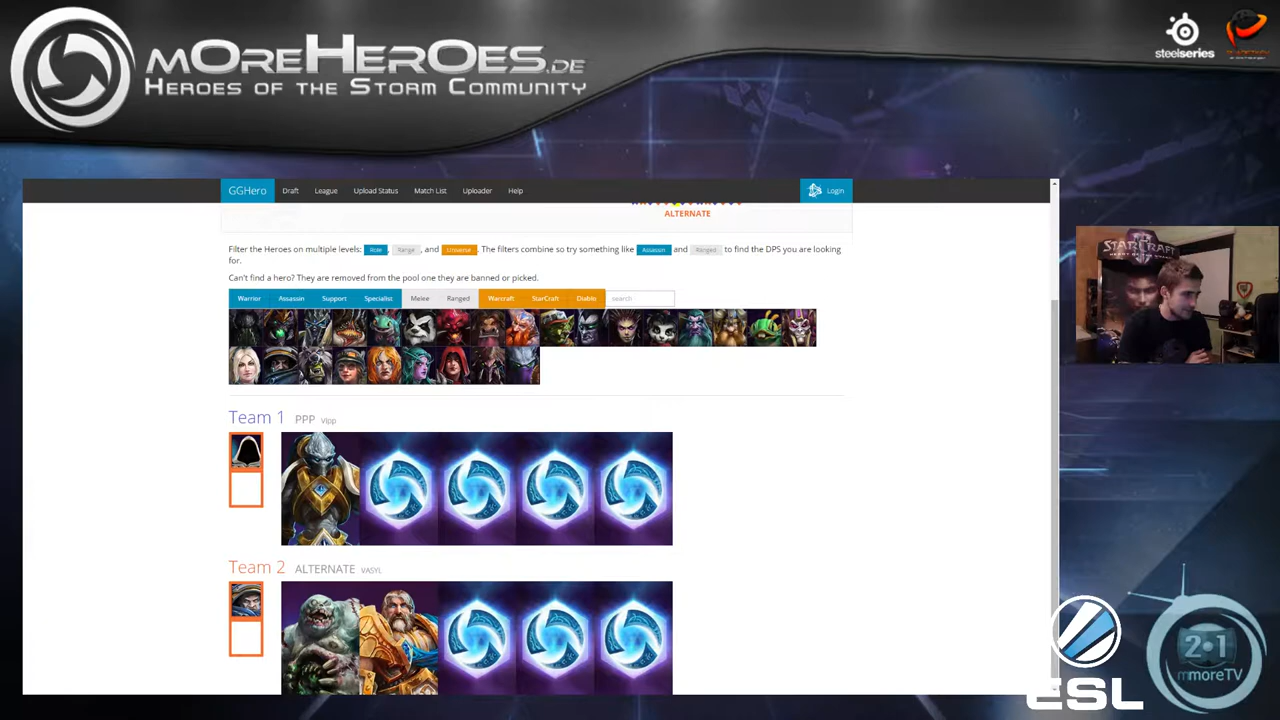 MOREHEROES.DE
HEROES OF THE STORM COMMUNITY
steelseries
GGHero Draft League Upload Status Match List Uploader Help Login
ALTERNATE
Filter the Heroes on multiple levels: Role, Range, and Universe. The filters combine so try something like Assassin and Ranged to find the DPS you are looking
for.
Can't find a hero? They are removed from the pool one they are banned or picked.
Warrior Assassin Support Specialist Melee Ranged Warcraft StarCraft Diablo search
STARCRAFT
Team 1 PPP Vipp
Team 2 ALTERNATE VASYL
2:1
mmoreTV
ESL